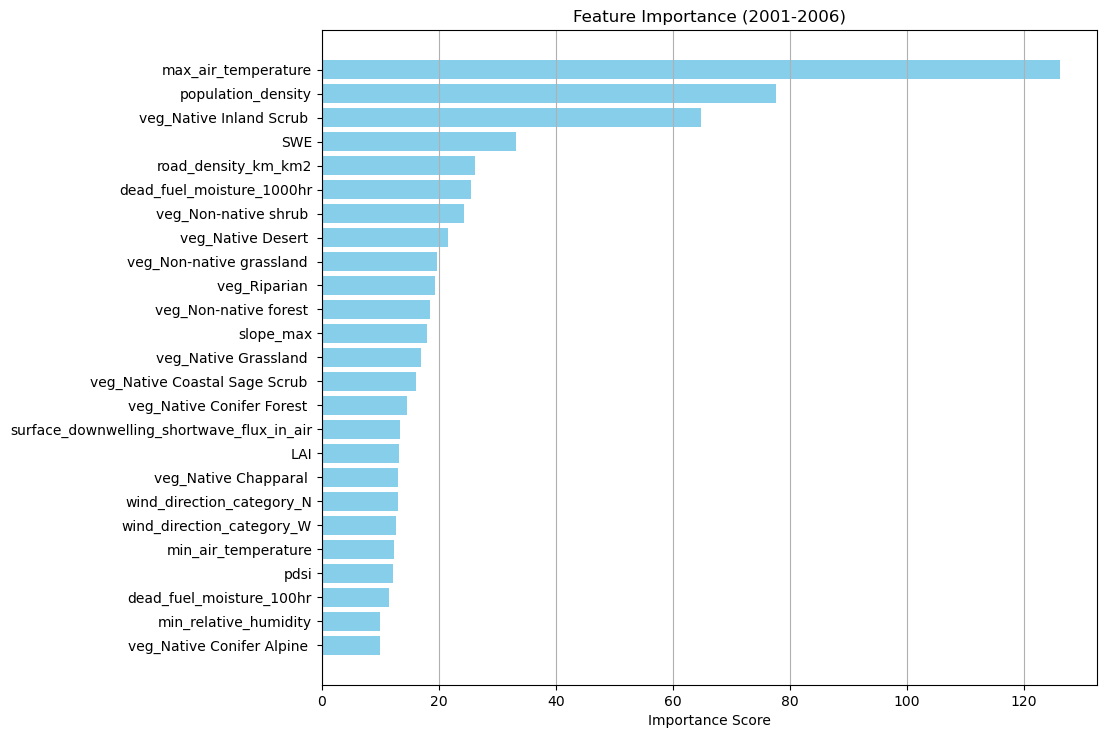 Feature Importance (2001-2006)
max_air_temperature
population_density
veg_Native Inland Scrub
SWE
road_density_km_km2
dead_fuel_moisture_1000hr
veg_Non-native shrub
veg_Native Desert
veg_Non-native grassland
veg_Riparian
veg_Non-native forest
slope_max
veg_Native Grassland
veg_Native Coastal Sage Scrub
veg_Native Conifer Forest
surface_downwelling_shortwave_flux_in_air
LAI
veg_Native Chapparal
wind_direction_category_N
wind_direction_category_W
min_air_temperature
pdsi
dead_fuel_moisture_100hr
min_relative_humidity
veg_Native Conifer Alpine
0 20 40 60 80 100 120
Importance Score